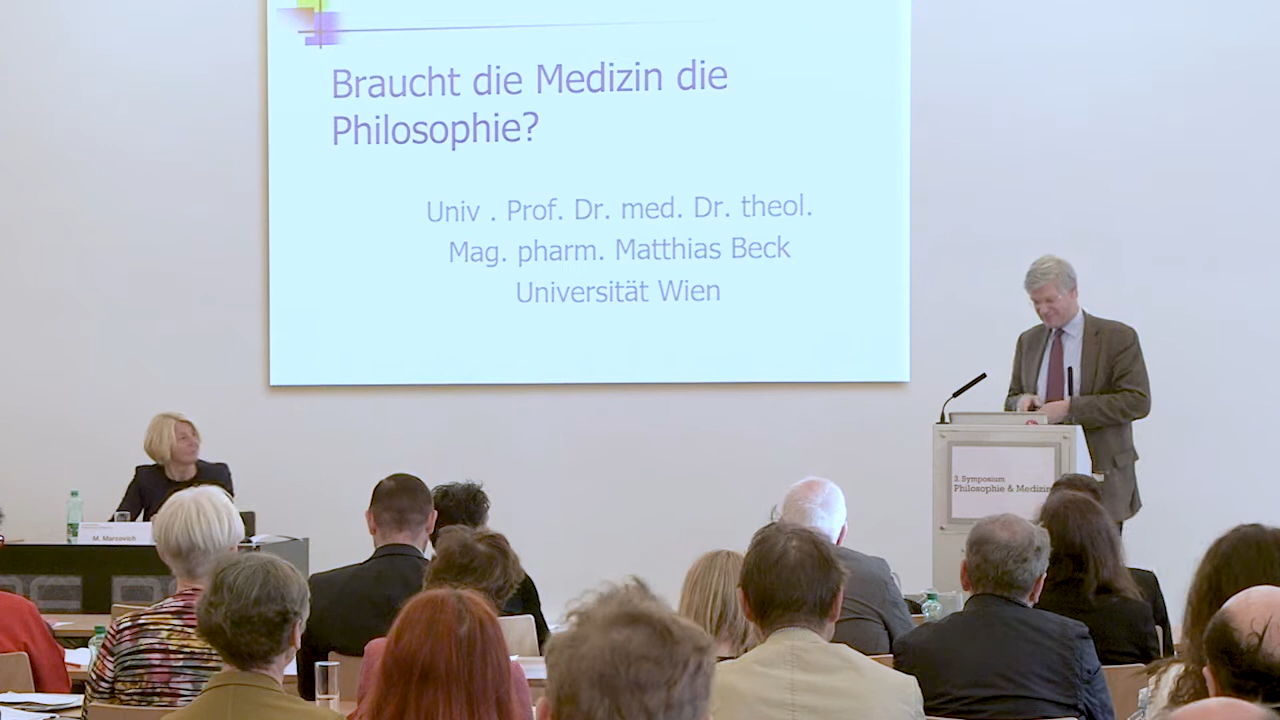 Braucht die Medizin die
Philosophie?
Univ . Prof. Dr. med. Dr. theol.
Mag. pharm. Matthias Beck
Universität Wien
3. Symposium
Philosophie & Medizin
M. Marcovich